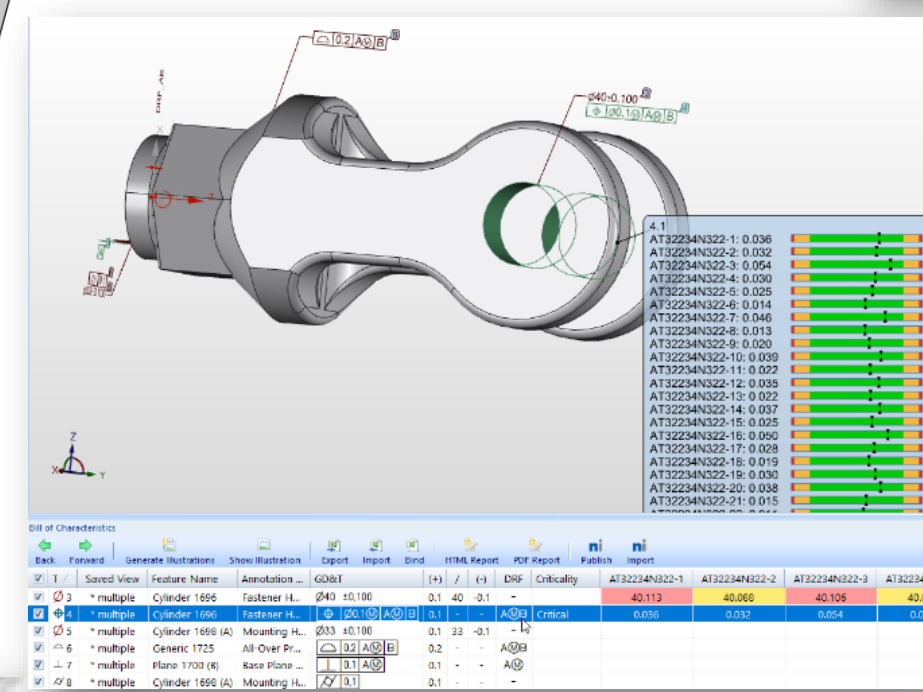 ⌓ 0.2 AⓂ B
DRF_AB
X
Ø40±0.100
⌖ Ø0.1Ⓜ AⓂ B
4.1
AT32234N322-1: 0.036
AT32234N322-2: 0.032
AT32234N322-3: 0.054
AT32234N322-4: 0.030
AT32234N322-5: 0.025
AT32234N322-6: 0.014
AT32234N322-7: 0.046
AT32234N322-8: 0.013
AT32234N322-9: 0.020
AT32234N322-10: 0.039
AT32234N322-11: 0.022
AT32234N322-12: 0.035
AT32234N322-13: 0.022
AT32234N322-14: 0.037
AT32234N322-15: 0.025
AT32234N322-16: 0.050
AT32234N322-17: 0.028
AT32234N322-18: 0.019
AT32234N322-19: 0.030
AT32234N322-20: 0.038
AT32234N322-21: 0.015
Z
X Y
Bill of Characteristics
Back Forward Generate Illustrations Show Illustration Export Import Bind HTML Report PDF Report Publish Import
T Saved View Feature Name Annotation ... GD&T (+) / (-) DRF Criticality AT32234N322-1 AT32234N322-2 AT32234N322-3
Ø 3 * multiple Cylinder 1696 Fastener H... Ø40 ±0,100 0.1 40 -0.1 - 40.113 40.088 40.106
⌖ 4 * multiple Cylinder 1696 Fastener H... ⌖ Ø0.1Ⓜ AⓂ B 0.1 - - AⓂB Critical 0.036 0.032 0.054
Ø 5 * multiple Cylinder 1698 (A) Mounting H... Ø33 ±0,100 0.1 33 -0.1 -
⌓ 6 * multiple Generic 1725 All-Over Pr... ⌓ 0.2 AⓂ B 0.2 - - AⓂB
⊥ 7 * multiple Plane 1700 (B) Base Plane ... ⊥ 0.1 AⓂ 0.1 - - AⓂ
⌭ 8 * multiple Cylinder 1698 (A) Mounting H... ⌭ 0,1 0.1 - - -